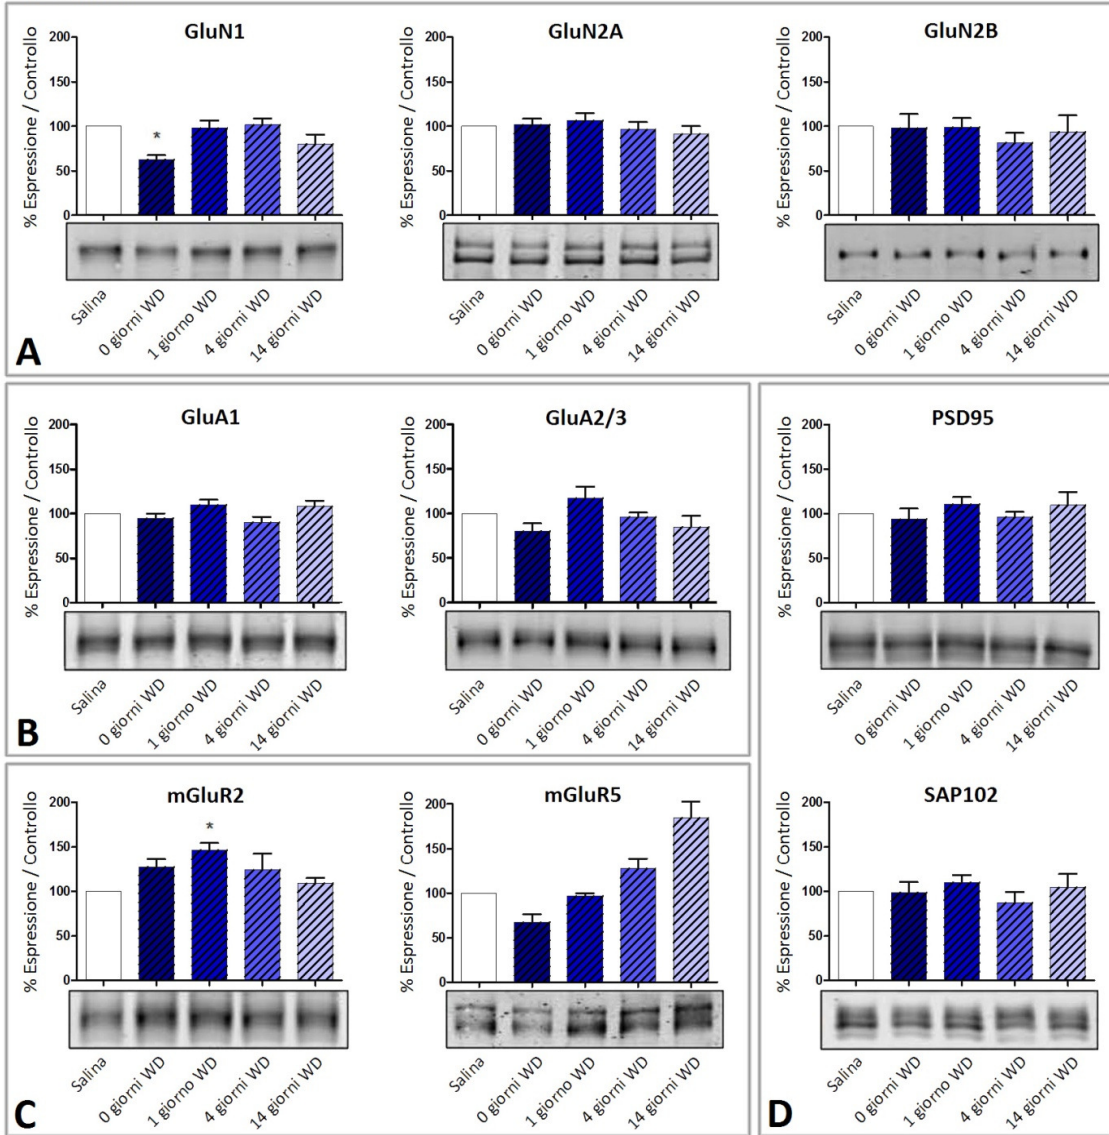 GluN1
% Espressione / Controllo
200
150
100
50
0
*
Salina
0 giorni WD
1 giorno WD
4 giorni WD
14 giorni WD
GluN2A
% Espressione / Controllo
200
150
100
50
0
Salina
0 giorni WD
1 giorno WD
4 giorni WD
14 giorni WD
GluN2B
% Espressione / Controllo
200
150
100
50
0
Salina
0 giorni WD
1 giorno WD
4 giorni WD
14 giorni WD
A
GluA1
% Espressione / Controllo
200
150
100
50
0
Salina
0 giorni WD
1 giorno WD
4 giorni WD
14 giorni WD
GluA2/3
% Espressione / Controllo
200
150
100
50
0
Salina
0 giorni WD
1 giorno WD
4 giorni WD
14 giorni WD
B
PSD95
% Espressione / Controllo
200
150
100
50
0
Salina
0 giorni WD
1 giorno WD
4 giorni WD
14 giorni WD
mGluR2
% Espressione / Controllo
200
150
100
50
0
*
Salina
0 giorni WD
1 giorno WD
4 giorni WD
14 giorni WD
mGluR5
% Espressione / Controllo
200
150
100
50
0
Salina
0 giorni WD
1 giorno WD
4 giorni WD
14 giorni WD
C
SAP102
% Espressione / Controllo
200
150
100
50
0
Salina
0 giorni WD
1 giorno WD
4 giorni WD
14 giorni WD
D